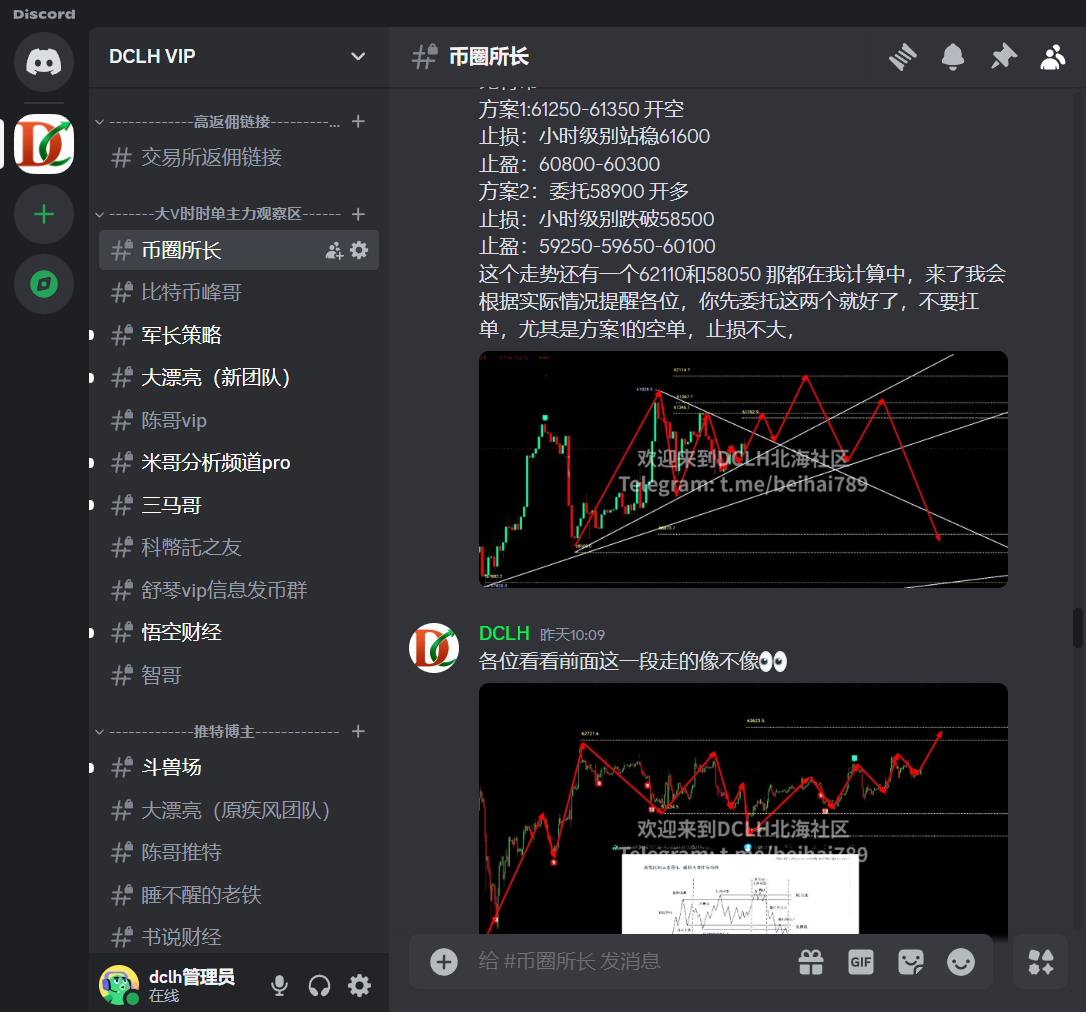 Discord
DCLH VIP
-------------高返佣链接---------...
交易所返佣链接
-------大V时时单主力观察区------
币圈所长
比特币峰哥
军长策略
大漂亮（新团队）
陈哥vip
米哥分析频道pro
三马哥
科幣託之友
舒琴vip信息发币群
悟空财经
智哥
-------------推特博主-------------
斗兽场
大漂亮（原疾风团队）
陈哥推特
睡不醒的老铁
书说财经
dclh管理员
在线
币圈所长
方案1:61250-61350 开空
止损：小时级别站稳61600
止盈：60800-60300
方案2：委托58900 开多
止损：小时级别跌破58500
止盈：59250-59650-60100
这个走势还有一个62110和58050 那都在我计算中，来了我会
根据实际情况提醒各位，你先委托这两个就好了，不要扛
单，尤其是方案1的空单，止损不大，
欢迎来到DCLH北海社区
Telegram: t.me/beihai789
DCLH 昨天10:09
各位看看前面这一段走的像不像👀
欢迎来到DCLH北海社区
Telegram: t.me/beihai789
给 #币圈所长 发消息
GIF